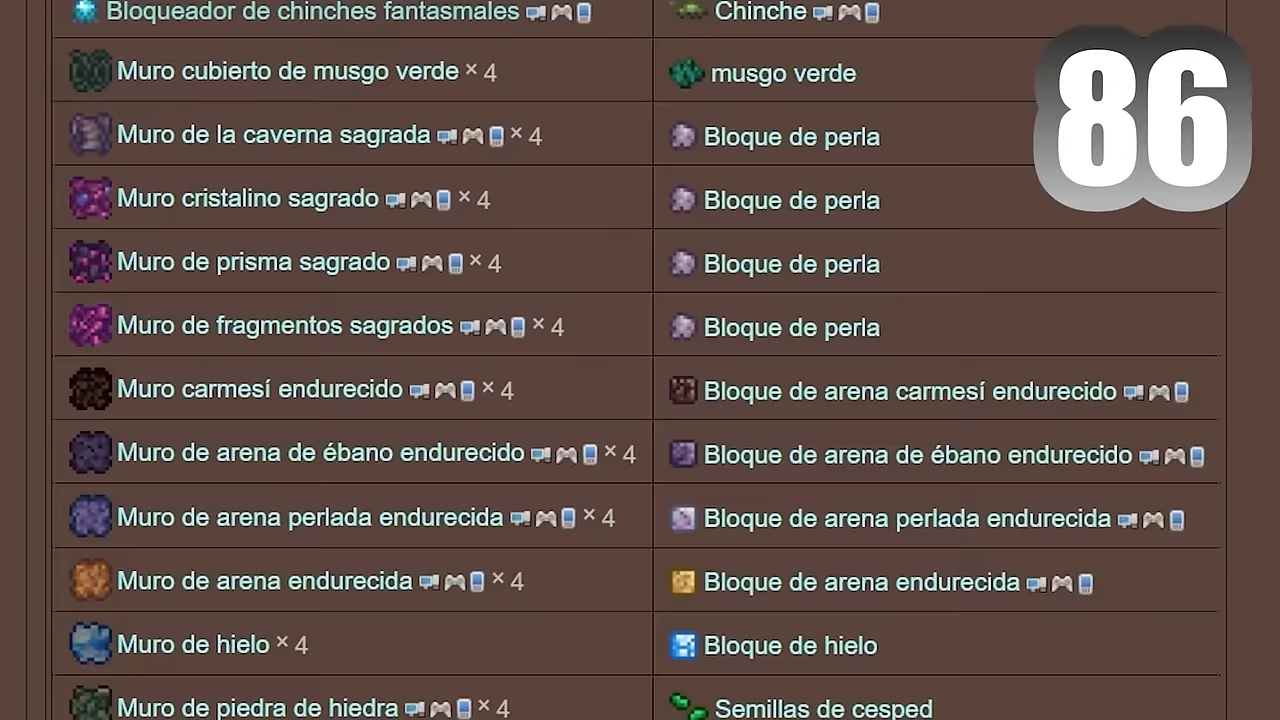 Bloqueador de chinches fantasmales Chinche
86
Muro cubierto de musgo verde × 4 musgo verde
Muro de la caverna sagrada × 4 Bloque de perla
Muro cristalino sagrado × 4 Bloque de perla
Muro de prisma sagrado × 4 Bloque de perla
Muro de fragmentos sagrados × 4 Bloque de perla
Muro carmesí endurecido × 4 Bloque de arena carmesí endurecido
Muro de arena de ébano endurecido × 4 Bloque de arena de ébano endurecido
Muro de arena perlada endurecida × 4 Bloque de arena perlada endurecida
Muro de arena endurecida × 4 Bloque de arena endurecida
Muro de hielo × 4 Bloque de hielo
Muro de piedra de hiedra × 4 Semillas de cesped